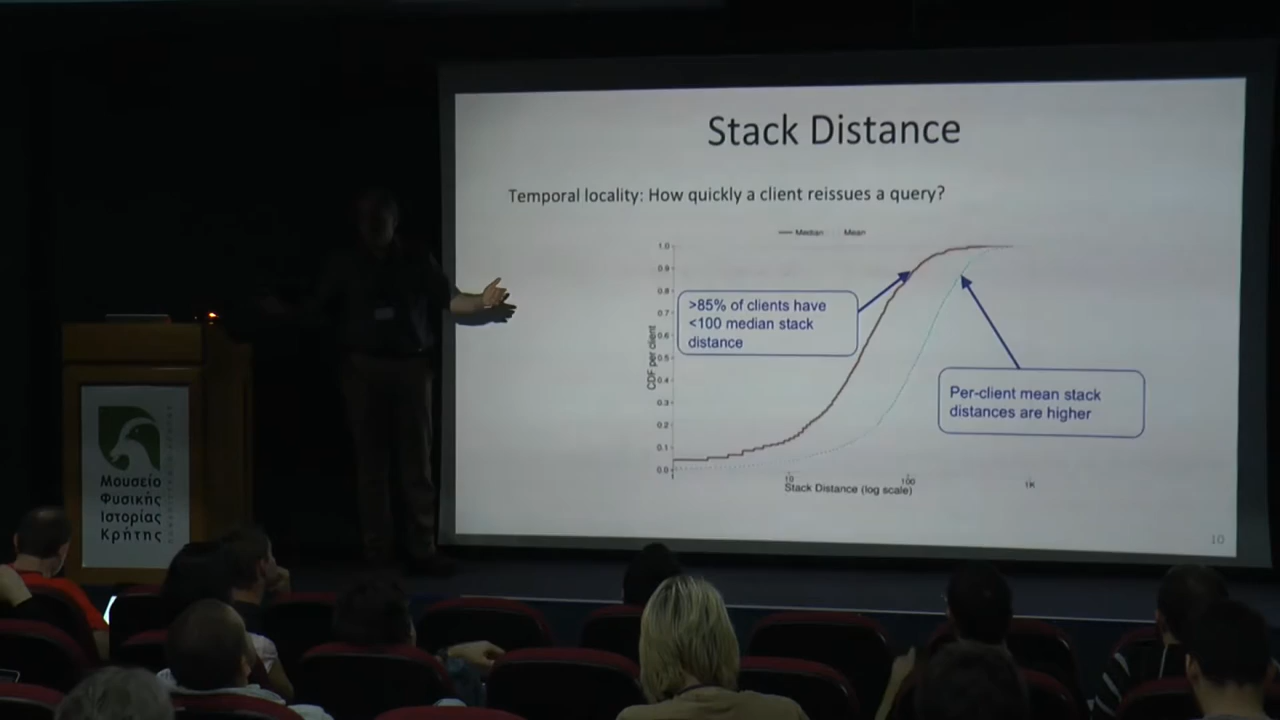 Stack Distance
Temporal locality: How quickly a client reissues a query?
Median Mean
1.0
0.9
0.8
0.7
0.6
0.5
0.4
0.3
0.2
0.1
0.0
CDF per client
>85% of clients have
<100 median stack
distance
Per-client mean stack
distances are higher
10 100 1K
Stack Distance (log scale)
10
Μουσείο
Φυσικής
Ιστορίας
Κρήτης